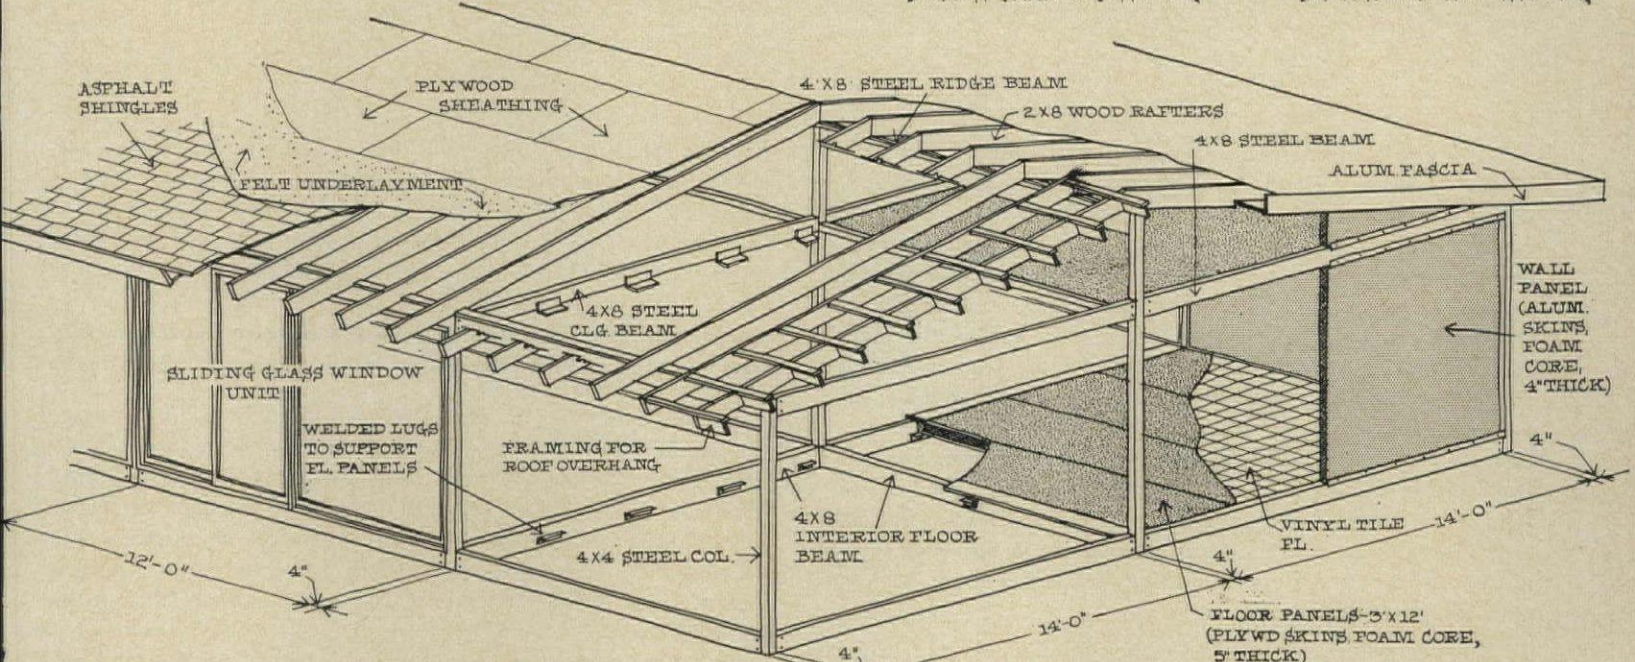 ASPHALT
SHINGLES
PLYWOOD
SHEATHING
4'X8' STEEL RIDGE BEAM
2X8 WOOD RAFTERS
4X8 STEEL BEAM
ALUM FASCIA
FELT UNDERLAYMENT
4X8 STEEL
CLG BEAM
WALL
PANEL
(ALUM.
SKINS,
FOAM
CORE,
4" THICK)
SLIDING GLASS WINDOW
UNIT
WELDED LUGS
TO SUPPORT
FL. PANELS
FRAMING FOR
ROOF OVERHANG
4X8
INTERIOR FLOOR
BEAM
4X4 STEEL COL.
VINYL TILE
FL.
4"
14'-0"
12'-0"
4"
4"
14'-0"
4"
FLOOR PANELS-3'X12'
(PLYWD SKINS, FOAM CORE,
5" THICK)